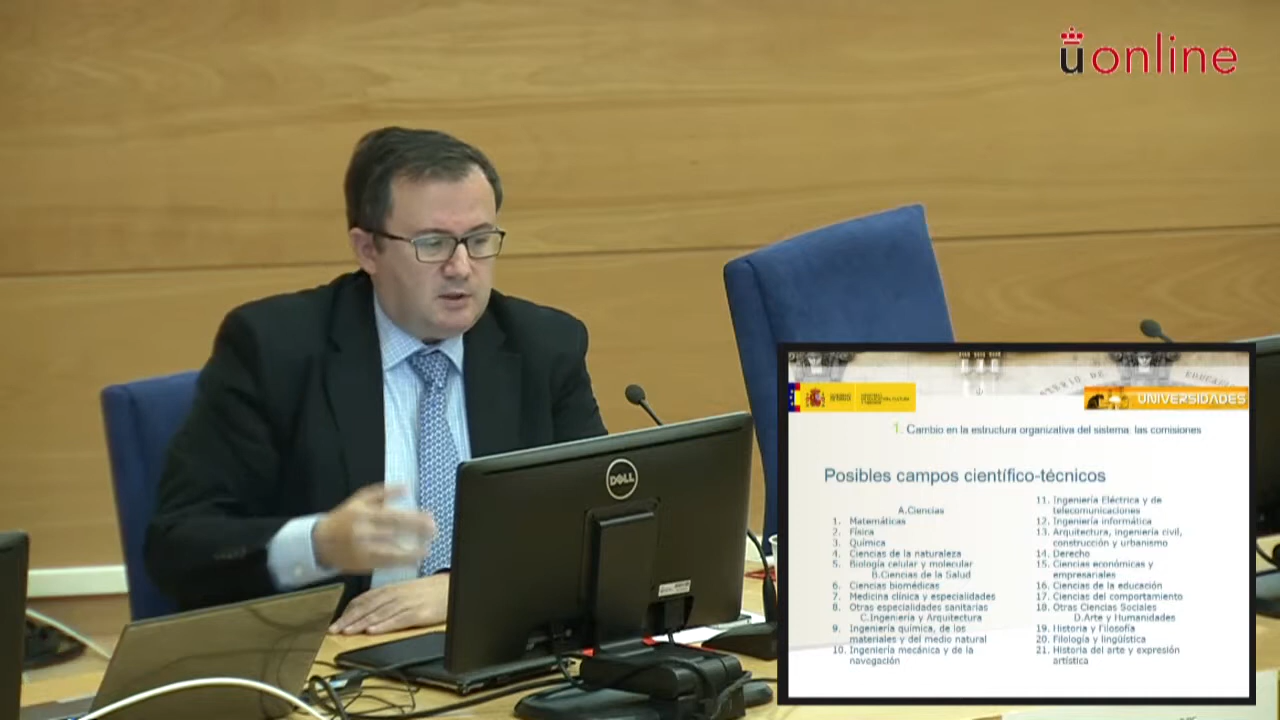 uonline
DELL
MINISTERIO DE EDUCACIÓN
UNIVERSIDADES
1. Cambio en la estructura organizativa del sistema: las comisiones
Posibles campos científico-técnicos
A.Ciencias
1. Matemáticas
2. Física
3. Química
4. Ciencias de la naturaleza
5. Biología celular y molecular
B.Ciencias de la Salud
6. Ciencias biomédicas
7. Medicina clínica y especialidades
8. Otras especialidades sanitarias
C.Ingeniería y Arquitectura
9. Ingeniería química, de los
materiales y del medio natural
10. Ingeniería mecánica y de la
navegación
11. Ingeniería Eléctrica y de
telecomunicaciones
12. Ingeniería informática
13. Arquitectura, ingeniería civil,
construcción y urbanismo
14. Derecho
15. Ciencias económicas y
empresariales
16. Ciencias de la educación
17. Ciencias del comportamiento
18. Otras Ciencias Sociales
D.Arte y Humanidades
19. Historia y Filosofía
20. Filología y lingüística
21. Historia del arte y expresión
artística